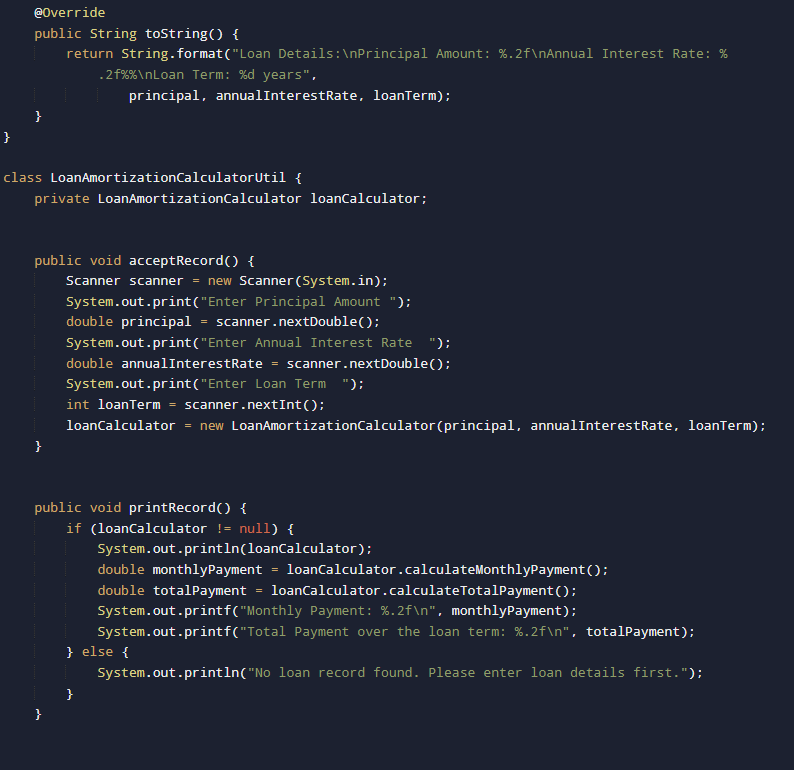 @Override
    public String toString() {
        return String.format("Loan Details:\nPrincipal Amount: %.2f\nAnnual Interest Rate: %
            .2f%%\nLoan Term: %d years",
                principal, annualInterestRate, loanTerm);
    }
}

class LoanAmortizationCalculatorUtil {
    private LoanAmortizationCalculator loanCalculator;


    public void acceptRecord() {
        Scanner scanner = new Scanner(System.in);
        System.out.print("Enter Principal Amount ");
        double principal = scanner.nextDouble();
        System.out.print("Enter Annual Interest Rate  ");
        double annualInterestRate = scanner.nextDouble();
        System.out.print("Enter Loan Term  ");
        int loanTerm = scanner.nextInt();
        loanCalculator = new LoanAmortizationCalculator(principal, annualInterestRate, loanTerm);
    }


    public void printRecord() {
        if (loanCalculator != null) {
            System.out.println(loanCalculator);
            double monthlyPayment = loanCalculator.calculateMonthlyPayment();
            double totalPayment = loanCalculator.calculateTotalPayment();
            System.out.printf("Monthly Payment: %.2f\n", monthlyPayment);
            System.out.printf("Total Payment over the loan term: %.2f\n", totalPayment);
        } else {
            System.out.println("No loan record found. Please enter loan details first.");
        }
    }